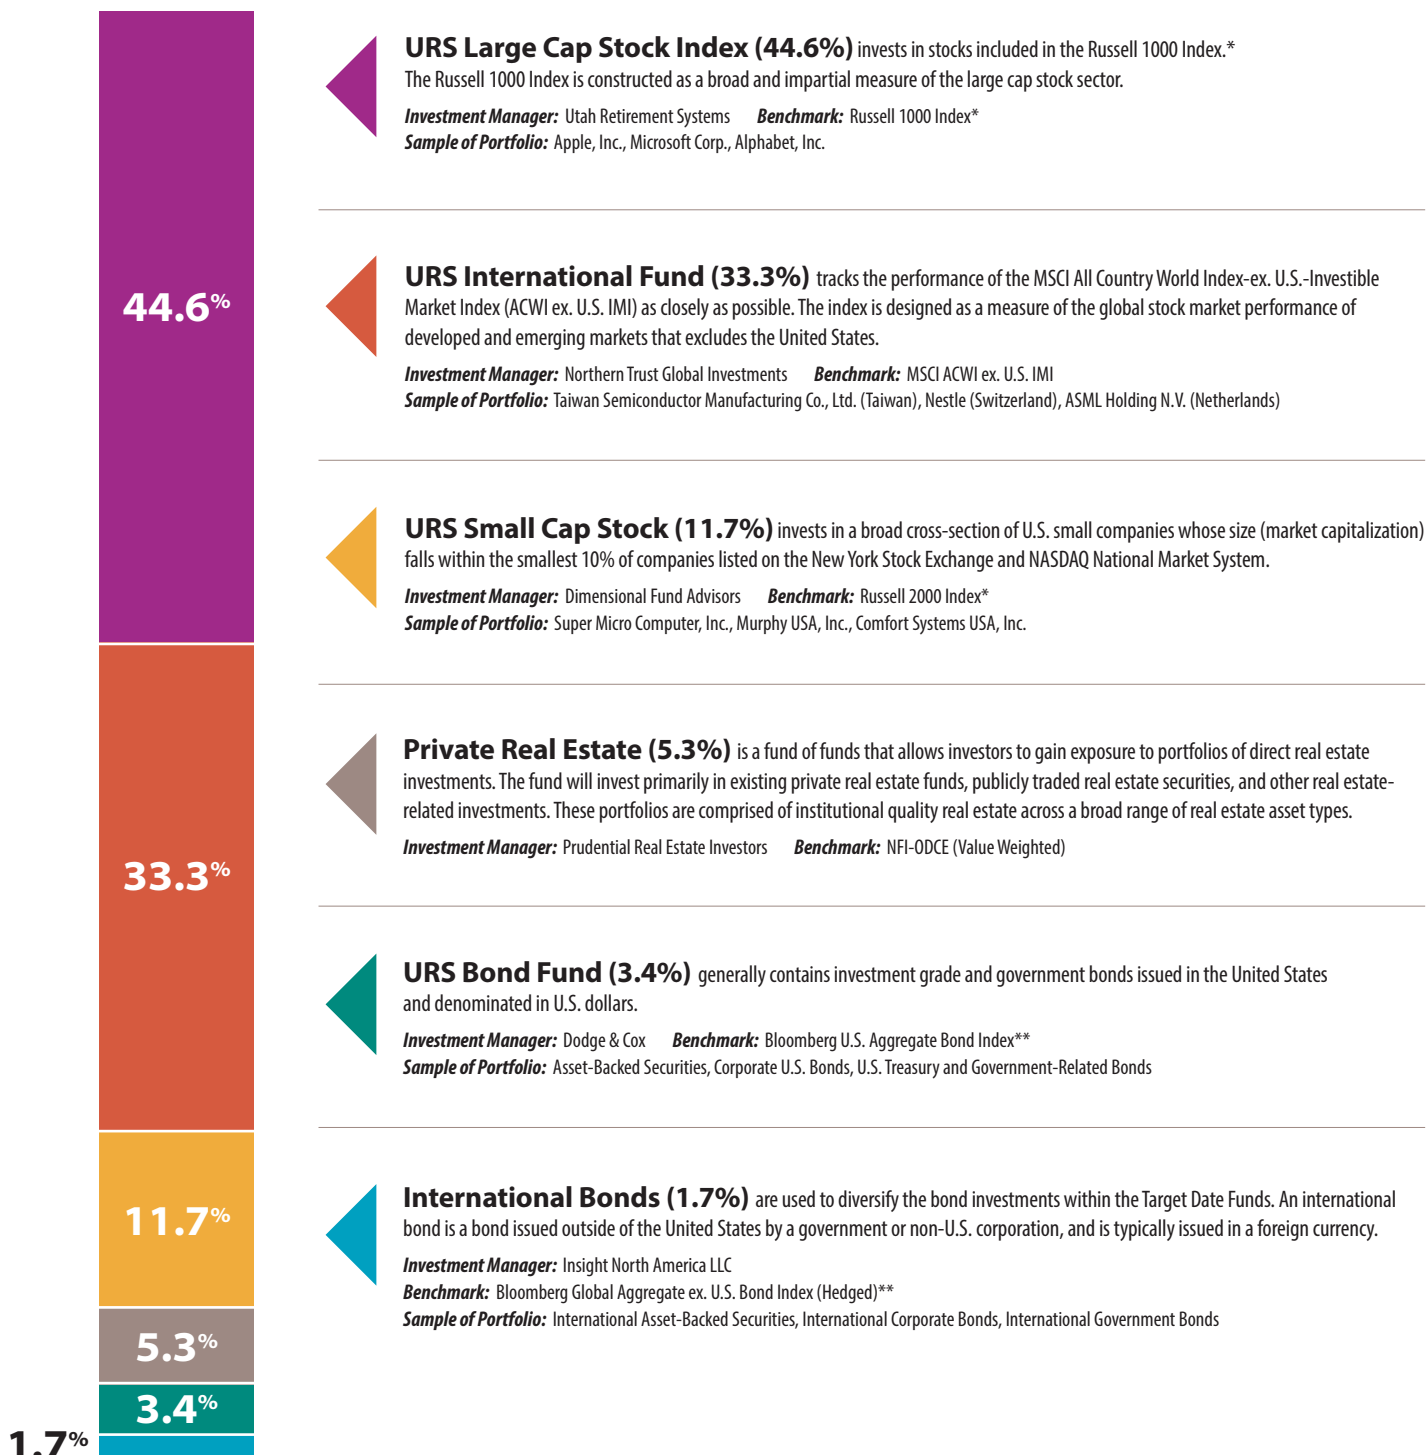 URS Large Cap Stock Index (44.6%) invests in stocks included in the Russell 1000 Index.*
The Russell 1000 Index is constructed as a broad and impartial measure of the large cap stock sector.
Investment Manager: Utah Retirement Systems Benchmark: Russell 1000 Index*
Sample of Portfolio: Apple, Inc., Microsoft Corp., Alphabet, Inc.
URS International Fund (33.3%) tracks the performance of the MSCI All Country World Index-ex. U.S.-Investible
Market Index (ACWI ex. U.S. IMI) as closely as possible. The index is designed as a measure of the global stock market performance of
developed and emerging markets that excludes the United States.
Investment Manager: Northern Trust Global Investments Benchmark: MSCI ACWI ex. U.S. IMI
Sample of Portfolio: Taiwan Semiconductor Manufacturing Co., Ltd. (Taiwan), Nestle (Switzerland), ASML Holding N.V. (Netherlands)
URS Small Cap Stock (11.7%) invests in a broad cross-section of U.S. small companies whose size (market capitalization)
falls within the smallest 10% of companies listed on the New York Stock Exchange and NASDAQ National Market System.
Investment Manager: Dimensional Fund Advisors Benchmark: Russell 2000 Index*
Sample of Portfolio: Super Micro Computer, Inc., Murphy USA, Inc., Comfort Systems USA, Inc.
Private Real Estate (5.3%) is a fund of funds that allows investors to gain exposure to portfolios of direct real estate
investments. The fund will invest primarily in existing private real estate funds, publicly traded real estate securities, and other real estate-
related investments. These portfolios are comprised of institutional quality real estate across a broad range of real estate asset types.
Investment Manager: Prudential Real Estate Investors Benchmark: NFI-ODCE (Value Weighted)
URS Bond Fund (3.4%) generally contains investment grade and government bonds issued in the United States
and denominated in U.S. dollars.
Investment Manager: Dodge & Cox Benchmark: Bloomberg U.S. Aggregate Bond Index**
Sample of Portfolio: Asset-Backed Securities, Corporate U.S. Bonds, U.S. Treasury and Government-Related Bonds
International Bonds (1.7%) are used to diversify the bond investments within the Target Date Funds. An international
bond is a bond issued outside of the United States by a government or non-U.S. corporation, and is typically issued in a foreign currency.
Investment Manager: Insight North America LLC
Benchmark: Bloomberg Global Aggregate ex. U.S. Bond Index (Hedged)**
Sample of Portfolio: International Asset-Backed Securities, International Corporate Bonds, International Government Bonds
44.6%
33.3%
11.7%
5.3%
3.4%
1.7%